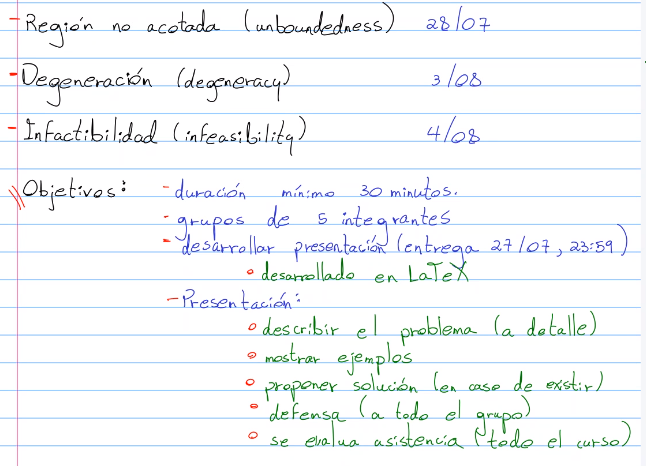 - Región no acotada (unboundedness) 28/07
- Degeneración (degeneracy) 3/08
- Infactibilidad (infeasibility) 4/08
Objetivos: - duración mínimo 30 minutos.
- grupos de 5 integrantes
- desarrollar presentación (entrega 27/07, 23:59)
• desarrollado en LaTeX
- Presentación:
• describir el problema (a detalle)
• mostrar ejemplos
• proponer solución (en caso de existir)
• defensa (a todo el grupo)
• se evalua asistencia (todo el curso)